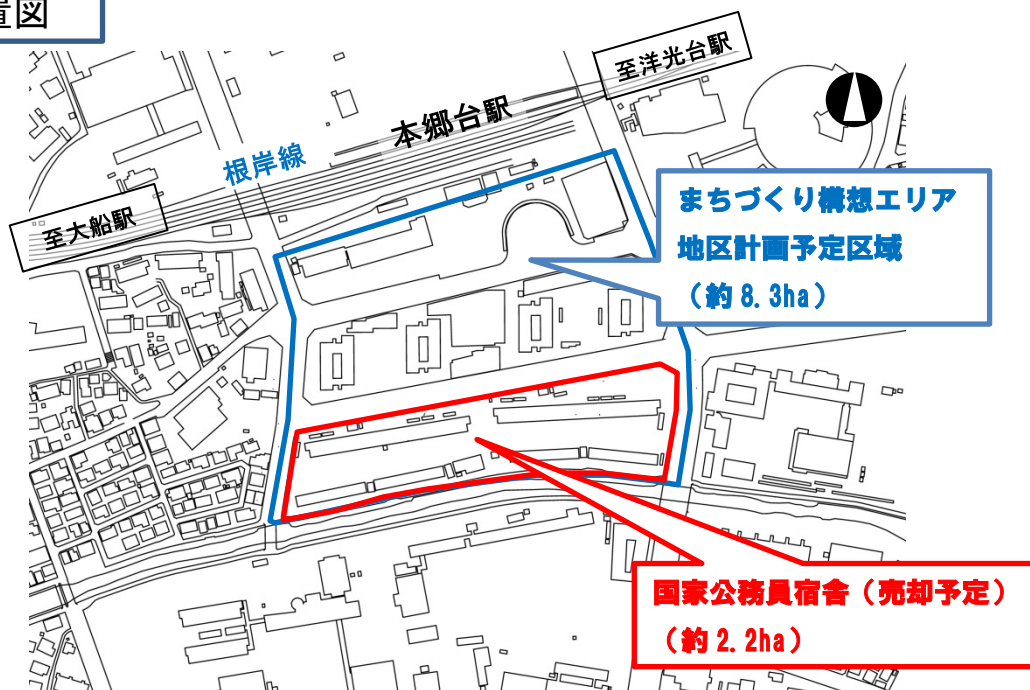 置図
至洋光台駅
本郷台駅
根岸線
至大船駅
まちづくり構想エリア
地区計画予定区域
（約 8.3ha）
国家公務員宿舎（売却予定）
（約 2.2ha）